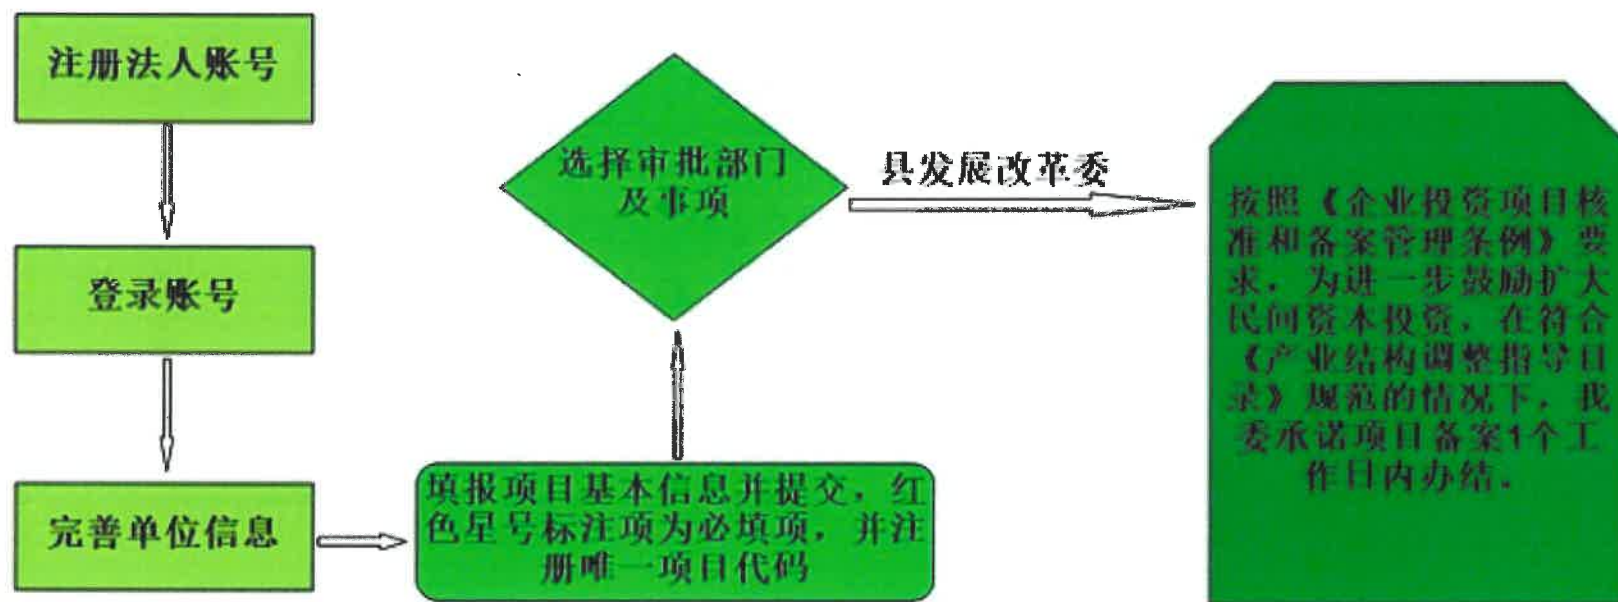 注册法人账号
登录账号
完善单位信息
填报项目基本信息并提交，红
色星号标注项为必填项，并注
册唯一项目代码
选择审批部门
及事项
县发展改革委
按照《企业投资项目核
准和备案管理条例》要
求，为进一步鼓励扩大
民间资本投资，在符合
《产业结构调整指导目
录》规范的情况下，我
委承诺项目备案1个工
作日内办结。